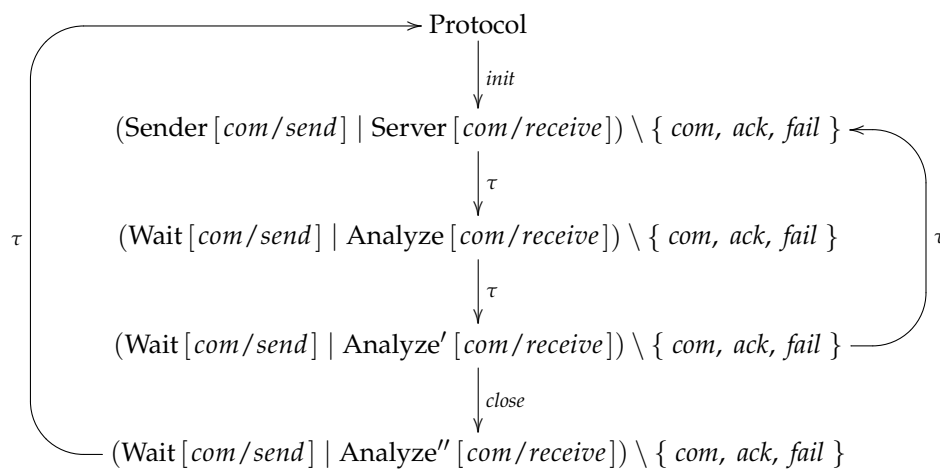 Protocol
init
(Sender [com/send] | Server [com/receive]) \ { com, ack, fail }
τ
(Wait [com/send] | Analyze [com/receive]) \ { com, ack, fail }
τ
τ
τ
(Wait [com/send] | Analyze′ [com/receive]) \ { com, ack, fail }
close
(Wait [com/send] | Analyze′′ [com/receive]) \ { com, ack, fail }